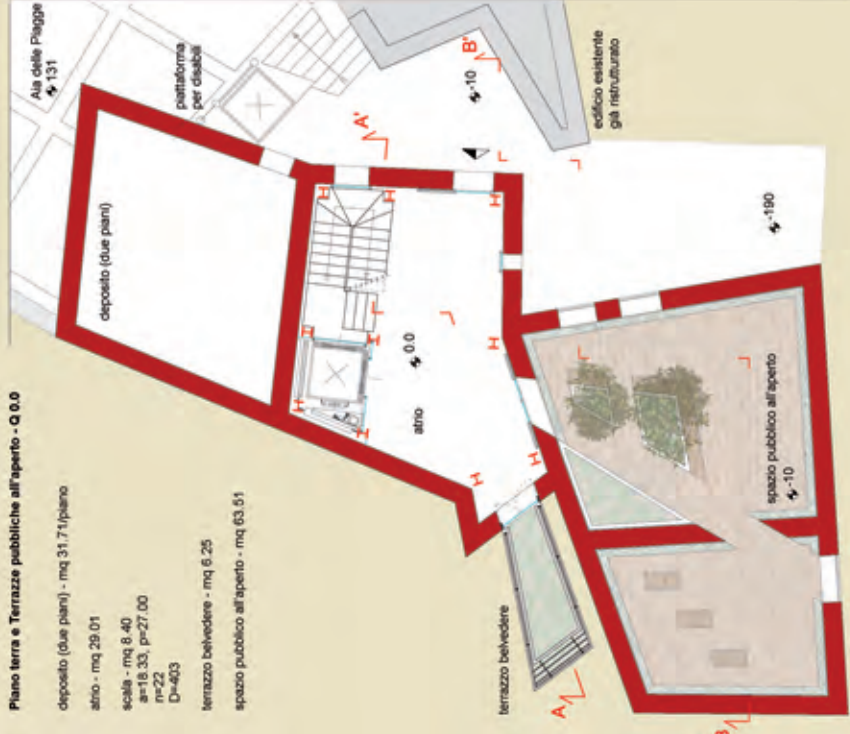 Piano terra e Terrazze pubbliche all'aperto - Q 0.0
deposito (due piani) - mq 31.71/piano
atrio - mq 29.01
scala - mq 8.40
a=18.33, p=27.00
n=22
D=403
terrazzo belvedere - mq 6.25
spazio pubblico all'aperto - mq 63.51
Aia delle Piagge
131
piattaforma
per disabili
deposito (due piani)
A'
B'
-10
edificio esistente
già ristrutturato
0.0
atrio
-190
terrazzo belvedere
spazio pubblico all'aperto
-10
A
B